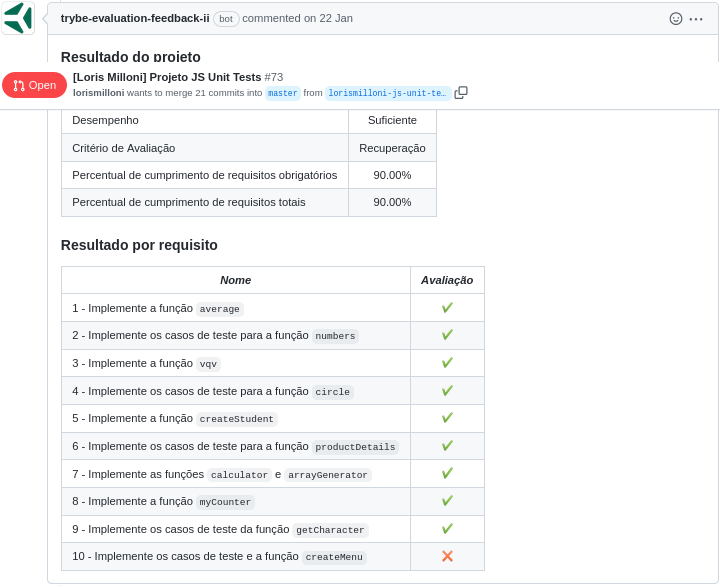 trybe-evaluation-feedback-ii bot commented on 22 Jan
Resultado do projeto
Open
[Loris Milloni] Projeto JS Unit Tests #73
lorismilloni wants to merge 21 commits into master from lorismilloni-js-unit-te…
Desempenho Suficiente
Critério de Avaliação Recuperação
Percentual de cumprimento de requisitos obrigatórios 90.00%
Percentual de cumprimento de requisitos totais 90.00%
Resultado por requisito
Nome Avaliação
1 - Implemente a função average ✔
2 - Implemente os casos de teste para a função numbers ✔
3 - Implemente a função vqv ✔
4 - Implemente os casos de teste para a função circle ✔
5 - Implemente a função createStudent ✔
6 - Implemente os casos de teste para a função productDetails ✔
7 - Implemente as funções calculator e arrayGenerator ✔
8 - Implemente a função myCounter ✔
9 - Implemente os casos de teste da função getCharacter ✔
10 - Implemente os casos de teste e a função createMenu ✖